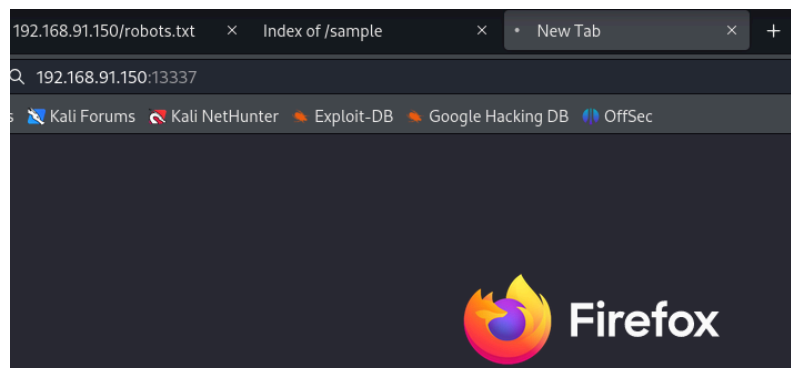 192.168.91.150/robots.txt × Index of /sample × • New Tab × +
192.168.91.150:13337
s Kali Forums Kali NetHunter Exploit-DB Google Hacking DB OffSec
Firefox